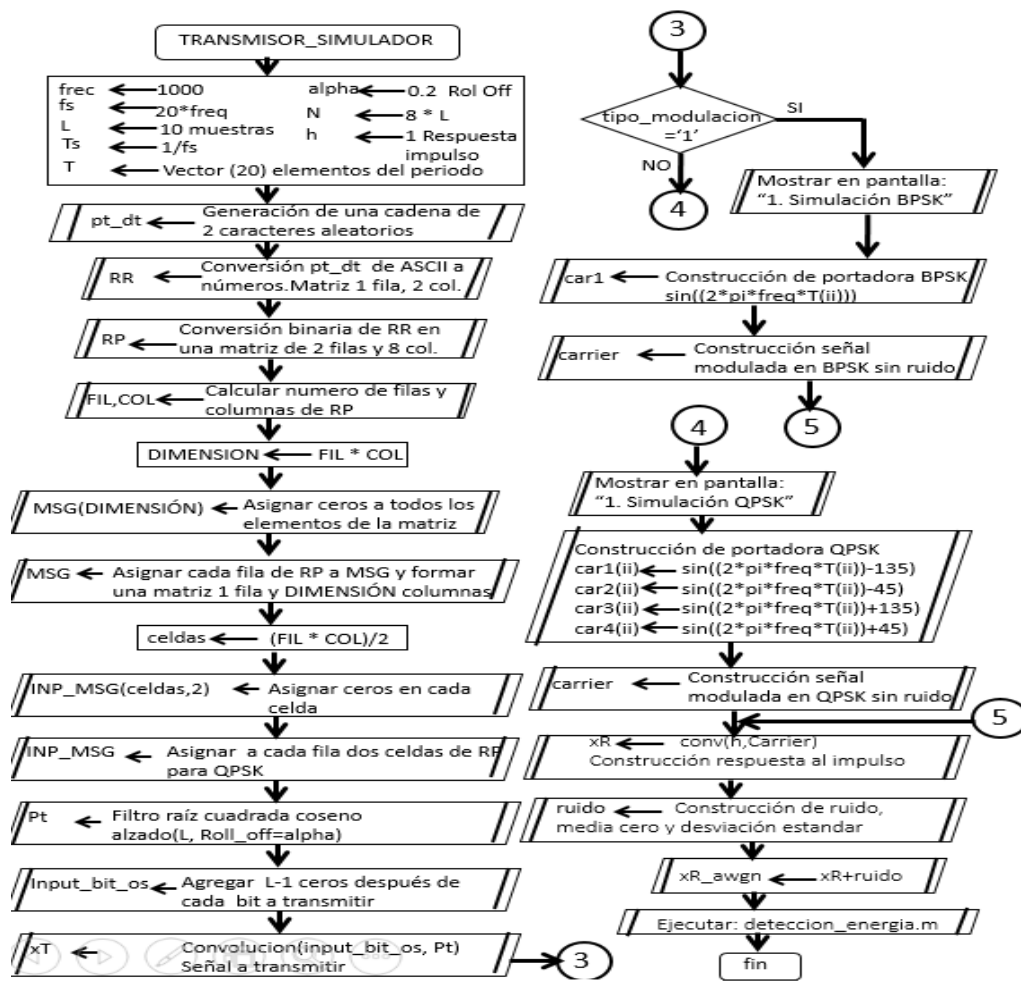 TRANSMISOR_SIMULADOR
frec 1000
fs 20*freq
L 10 muestras
Ts 1/fs
T Vector (20) elementos del periodo
alpha 0.2 Rol Off
N 8 * L
h 1 Respuesta
impulso
pt_dt Generación de una cadena de
2 caracteres aleatorios
RR Conversión pt_dt de ASCII a
números.Matriz 1 fila, 2 col.
RP Conversión binaria de RR en
una matriz de 2 filas y 8 col.
FIL,COL Calcular numero de filas y
columnas de RP
DIMENSION FIL * COL
MSG(DIMENSIÓN) Asignar ceros a todos los
elementos de la matriz
MSG Asignar cada fila de RP a MSG y formar
una matriz 1 fila y DIMENSIÓN columnas
celdas (FIL * COL)/2
INP_MSG(celdas,2) Asignar ceros en cada
celda
INP_MSG Asignar a cada fila dos celdas de RP
para QPSK
Pt Filtro raíz cuadrada coseno
alzado(L, Roll_off=alpha)
Input_bit_os Agregar L-1 ceros después de
cada bit a transmitir
xT Convolucion(input_bit_os, Pt)
Señal a transmitir
3
3
tipo_modulacion
='1'
SI
NO
4
Mostrar en pantalla:
"1. Simulación BPSK"
car1 Construcción de portadora BPSK
sin((2*pi*freq*T(ii)))
carrier Construcción señal
modulada en BPSK sin ruido
5
4
Mostrar en pantalla:
"1. Simulación QPSK"
Construcción de portadora QPSK
car1(ii) sin((2*pi*freq*T(ii))-135)
car2(ii) sin((2*pi*freq*T(ii))-45)
car3(ii) sin((2*pi*freq*T(ii))+135)
car4(ii) sin((2*pi*freq*T(ii))+45)
carrier Construcción señal
modulada en QPSK sin ruido
5
xR conv(h,Carrier)
Construcción respuesta al impulso
ruido Construcción de ruido,
media cero y desviación estandar
xR_awgn xR+ruido
Ejecutar: deteccion_energia.m
fin